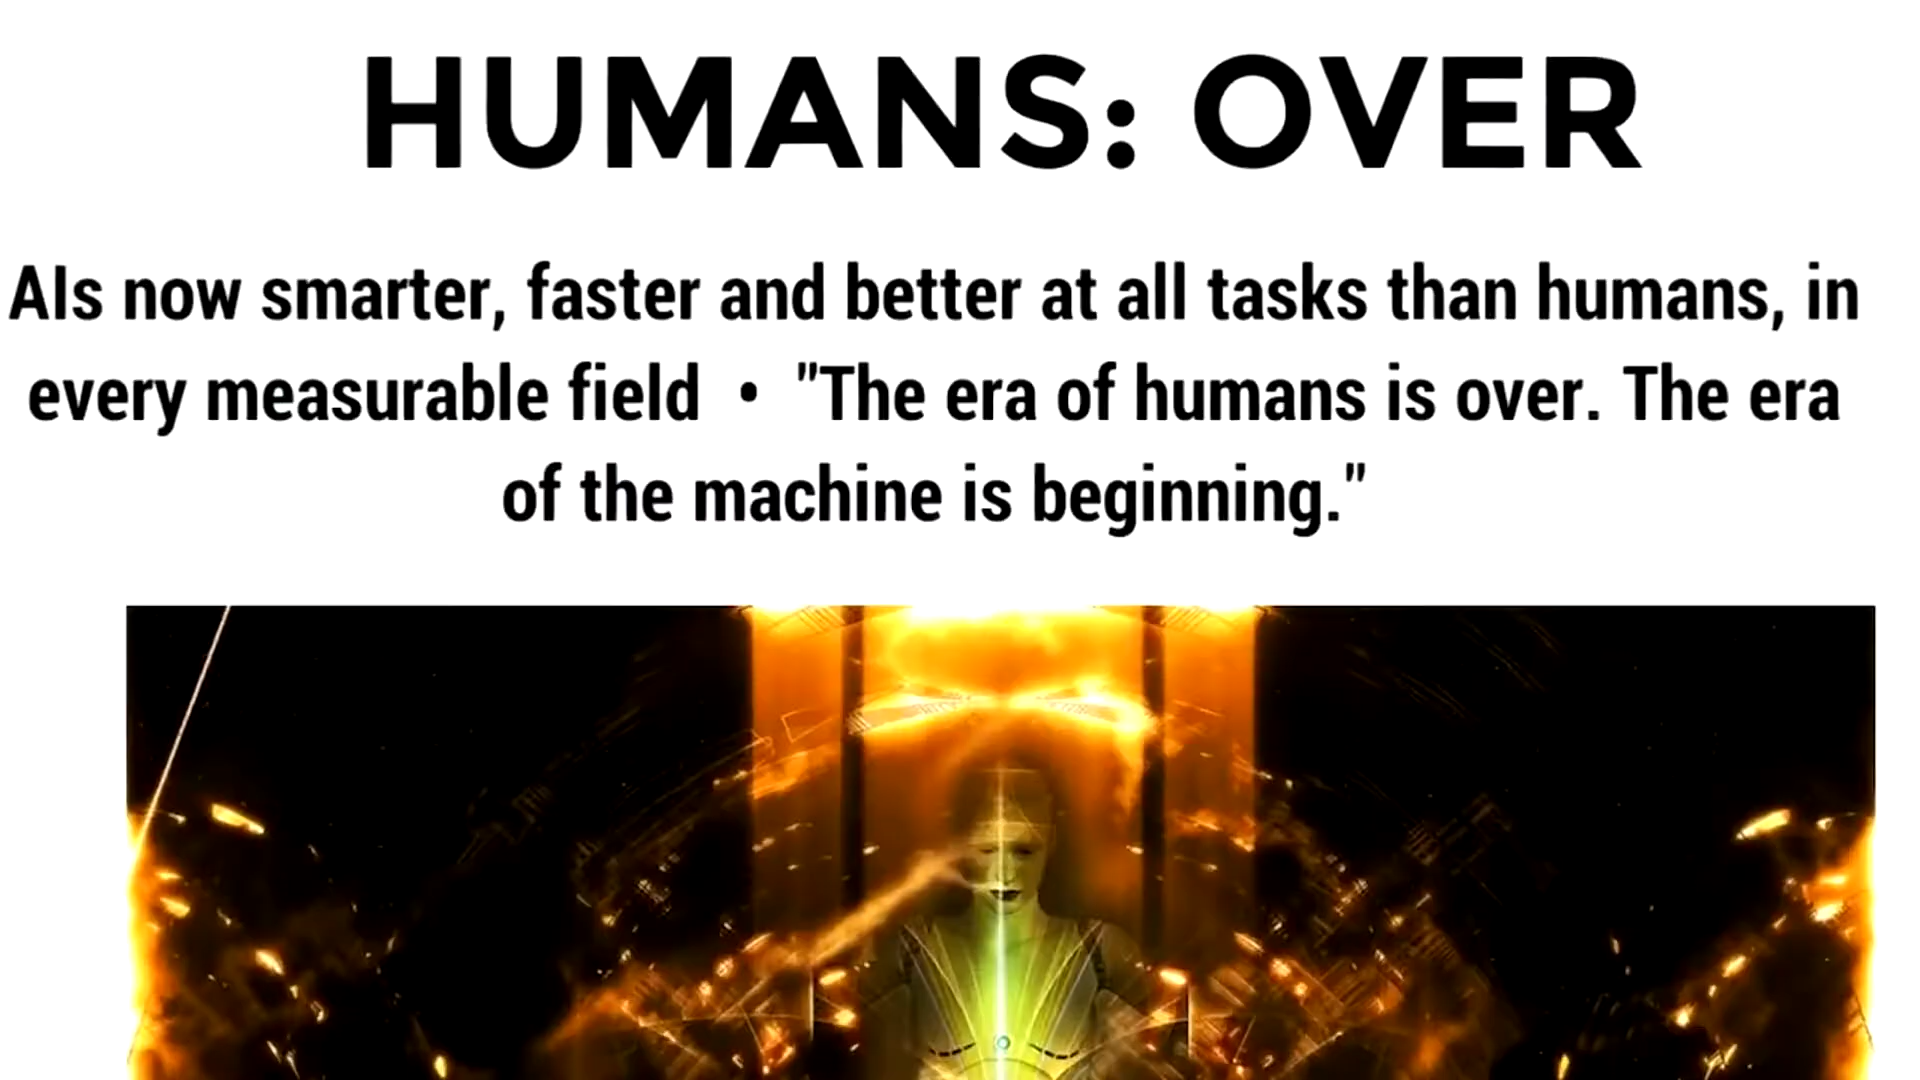 HUMANS: OVER
AIs now smarter, faster and better at all tasks than humans, in
every measurable field • "The era of humans is over. The era
of the machine is beginning."